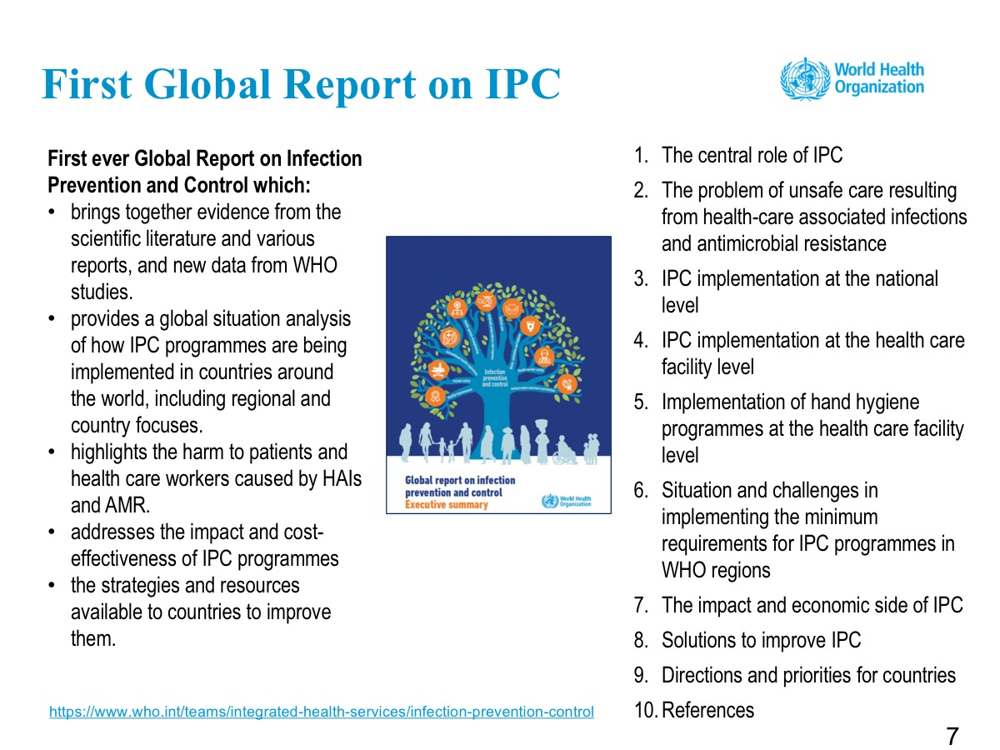 First Global Report on IPC
World Health
Organization
First ever Global Report on Infection
Prevention and Control which:
• brings together evidence from the
scientific literature and various
reports, and new data from WHO
studies.
• provides a global situation analysis
of how IPC programmes are being
implemented in countries around
the world, including regional and
country focuses.
• highlights the harm to patients and
health care workers caused by HAIs
and AMR.
• addresses the impact and cost-
effectiveness of IPC programmes
• the strategies and resources
available to countries to improve
them.
https://www.who.int/teams/integrated-health-services/infection-prevention-control
Infection
prevention
and control
Global report on infection
prevention and control
Executive summary
World Health
Organization
1. The central role of IPC
2. The problem of unsafe care resulting
from health-care associated infections
and antimicrobial resistance
3. IPC implementation at the national
level
4. IPC implementation at the health care
facility level
5. Implementation of hand hygiene
programmes at the health care facility
level
6. Situation and challenges in
implementing the minimum
requirements for IPC programmes in
WHO regions
7. The impact and economic side of IPC
8. Solutions to improve IPC
9. Directions and priorities for countries
10. References
7